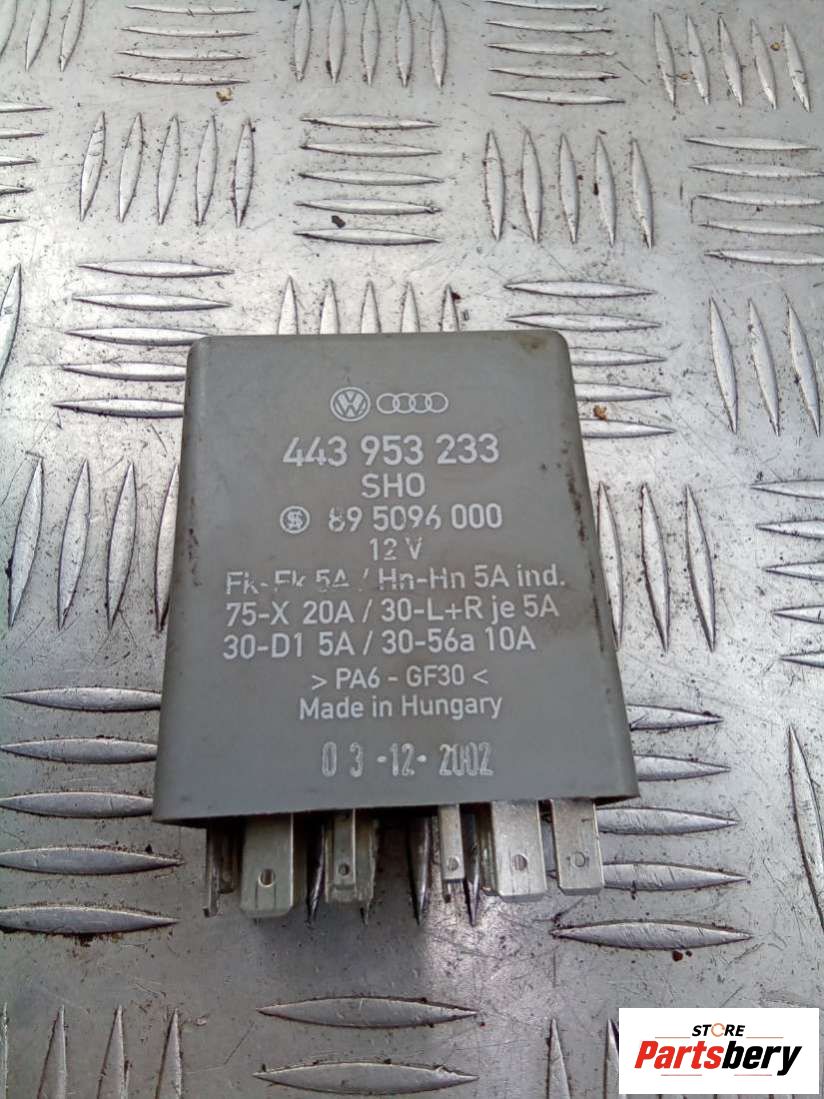 443 953 233
SHO
89 5096 000
12 V
Fk-Fk 5A / Hn-Hn 5A ind.
75-X 20A / 30-L+R je 5A
30-D1 5A / 30-56a 10A
> PA6 - GF30 <
Made in Hungary
03-12-2002
STORE
Partsbery